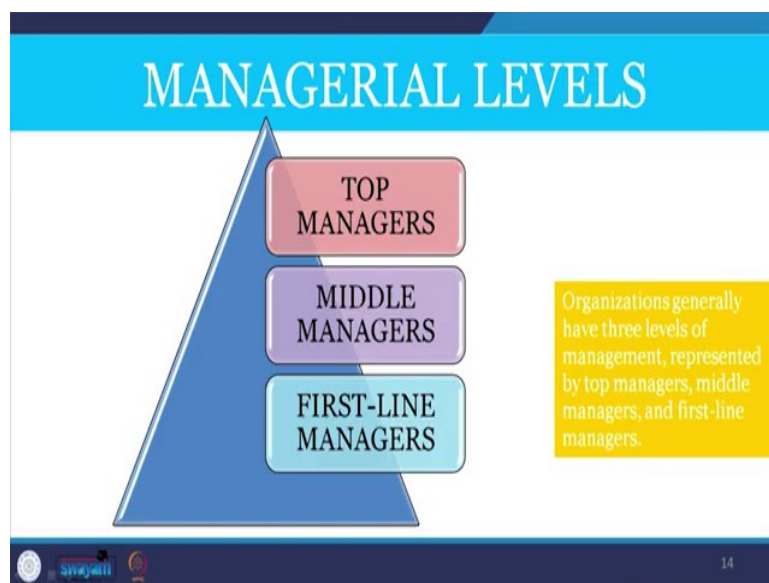 MANAGERIAL LEVELS
TOP
MANAGERS
MIDDLE
MANAGERS
FIRST-LINE
MANAGERS
Organizations generally
have three levels of
management, represented
by top managers, middle
managers, and first-line
managers.
swayam
14